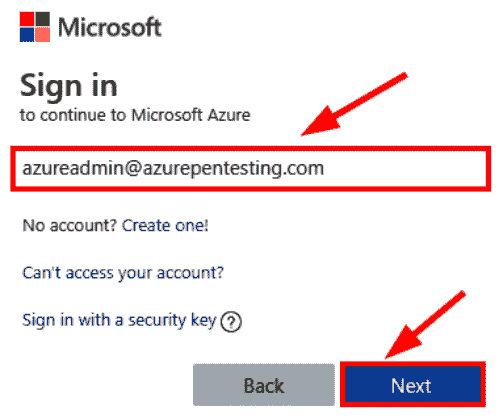 Microsoft
Sign in
to continue to Microsoft Azure
azureadmin@azurepentesting.com
No account? Create one!
Can't access your account?
Sign in with a security key ?
Back Next